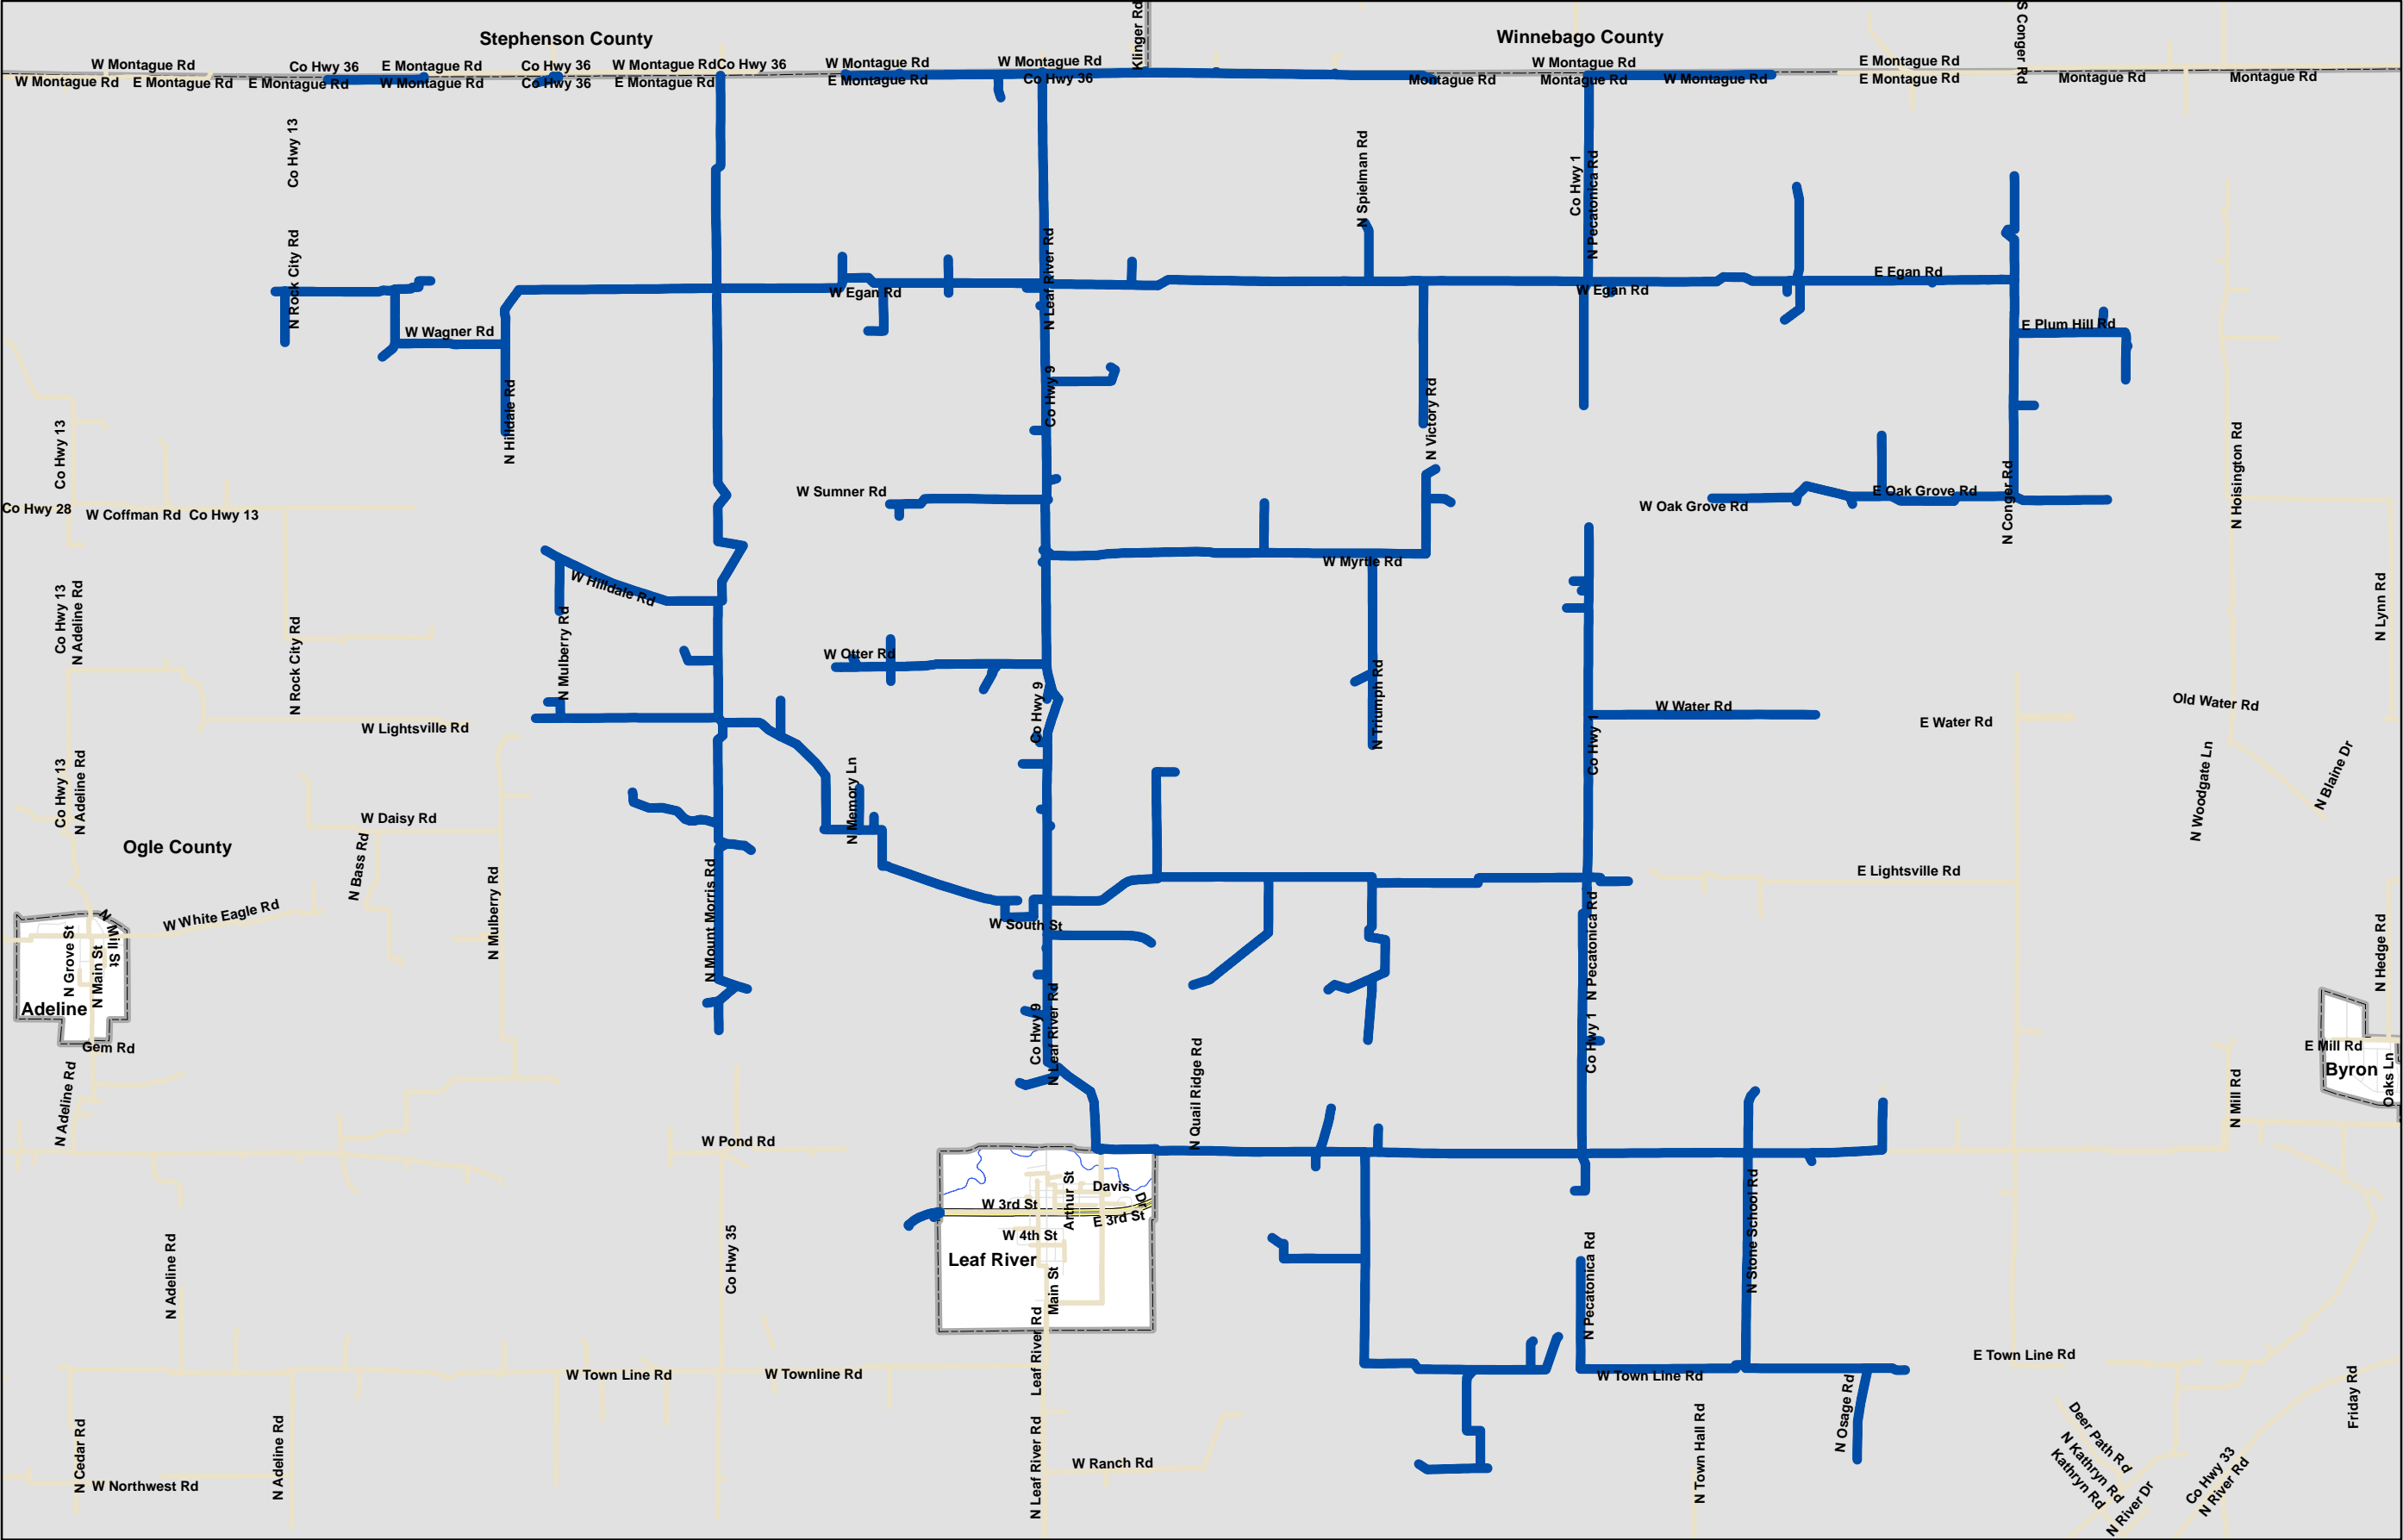 Stephenson County
Winnebago County
Klinger Rd
S Conger Rd
W Montague Rd
Co Hwy 36
E Montague Rd
Co Hwy 36
W Montague Rd
Co Hwy 36
W Montague Rd
W Montague Rd
W Montague Rd
E Montague Rd
W Montague Rd
E Montague Rd
E Montague Rd
W Montague Rd
Co Hwy 36
E Montague Rd
E Montague Rd
Co Hwy 36
Montague Rd
Montague Rd
W Montague Rd
E Montague Rd
Montague Rd
Montague Rd
Co Hwy 13
N Spielman Rd
Co Hwy 1
N Pecatonica Rd
N Rock City Rd
N Leaf River Rd
W Egan Rd
W Egan Rd
E Egan Rd
W Wagner Rd
E Plum Hill Rd
N Hilldale Rd
Co Hwy 9
N Victory Rd
Co Hwy 13
N Hoisington Rd
N Conger Rd
W Sumner Rd
W Oak Grove Rd
E Oak Grove Rd
Co Hwy 28
W Coffman Rd
Co Hwy 13
W Myrtle Rd
W Hilldale Rd
Co Hwy 13
N Adeline Rd
N Lynn Rd
N Rock City Rd
N Mulberry Rd
W Otter Rd
Co Hwy 9
N Triumph Rd
W Water Rd
E Water Rd
Old Water Rd
W Lightsville Rd
Co Hwy 1
N Woodgate Ln
N Blaine Dr
Co Hwy 13
N Adeline Rd
N Memory Ln
W Daisy Rd
Ogle County
N Bass Rd
E Lightsville Rd
N Mulberry Rd
N Mount Morris Rd
W White Eagle Rd
W South St
N Pecatonica Rd
N Hedge Rd
N Mill St
N Grove St
N Main St
Adeline
Gem Rd
Co Hwy 9
N Leaf River Rd
Co Hwy 1
E Mill Rd
Byron
Oaks Ln
N Adeline Rd
N Quail Ridge Rd
N Mill Rd
W Pond Rd
Davis
Dr
Arthur St
W 3rd St
E 3rd St
W 4th St
Leaf River
Main St
N Stone School Rd
N Adeline Rd
Co Hwy 35
N Pecatonica Rd
Leaf River Rd
W Town Line Rd
W Townline Rd
W Town Line Rd
E Town Line Rd
N Osage Rd
Friday Rd
N Cedar Rd
N Adeline Rd
N Leaf River Rd
W Ranch Rd
W Northwest Rd
N Town Hall Rd
Deer Path Rd
N Kathryn Rd
Kathryn Rd
N River Dr
Co Hwy 33
N River Rd